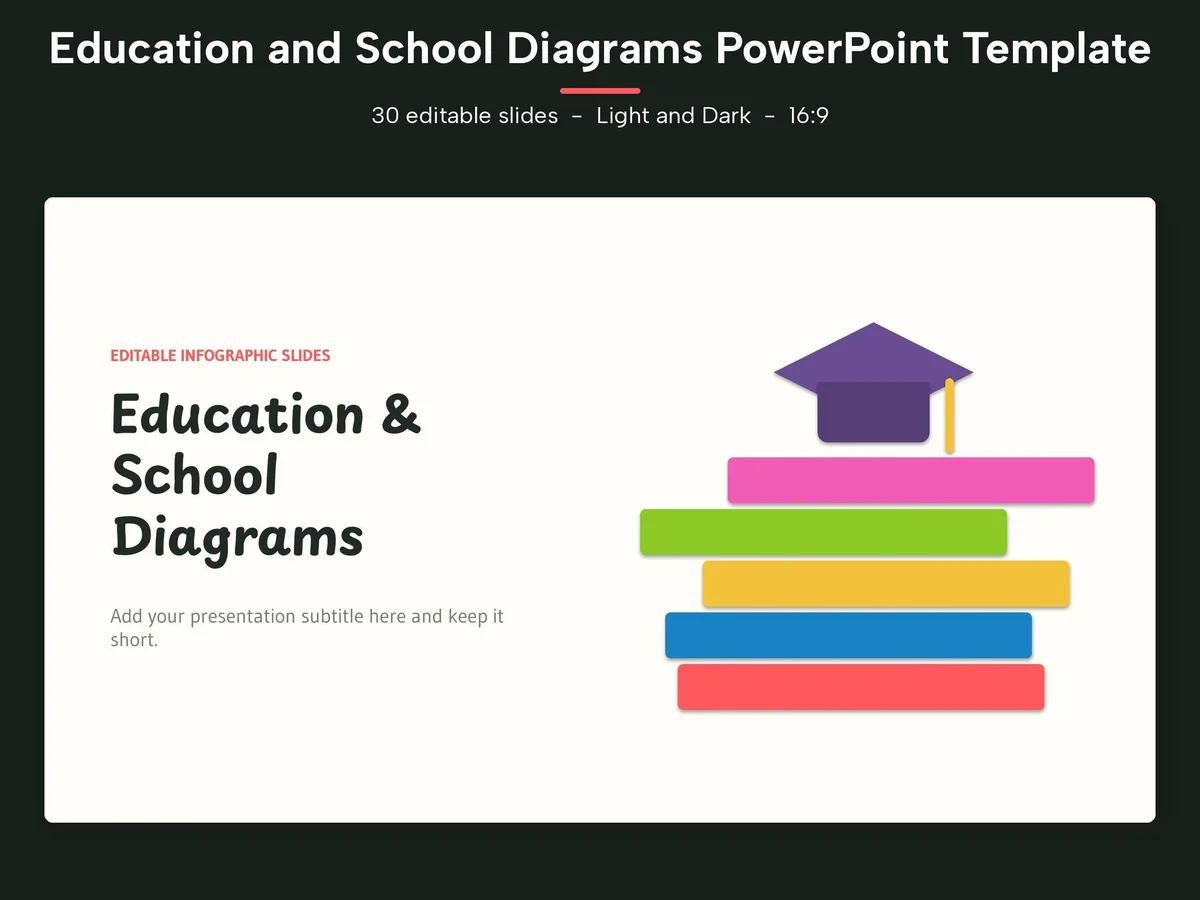 Education and School Diagrams PowerPoint Template
30 editable slides - Light and Dark - 16:9
EDITABLE INFOGRAPHIC SLIDES
Education &
School
Diagrams
Add your presentation subtitle here and keep it
short.